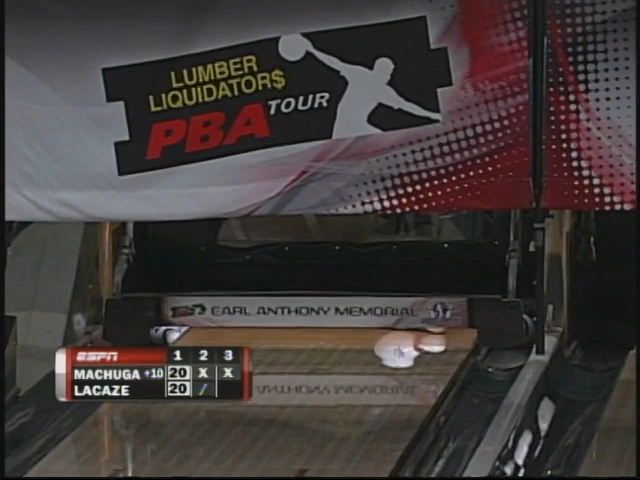 LUMBER
LIQUIDATOR$
PBA TOUR
EARL ANTHONY MEMORIAL
ESPN 1 2 3
MACHUGA +10 20 X X
LACAZE 20 /